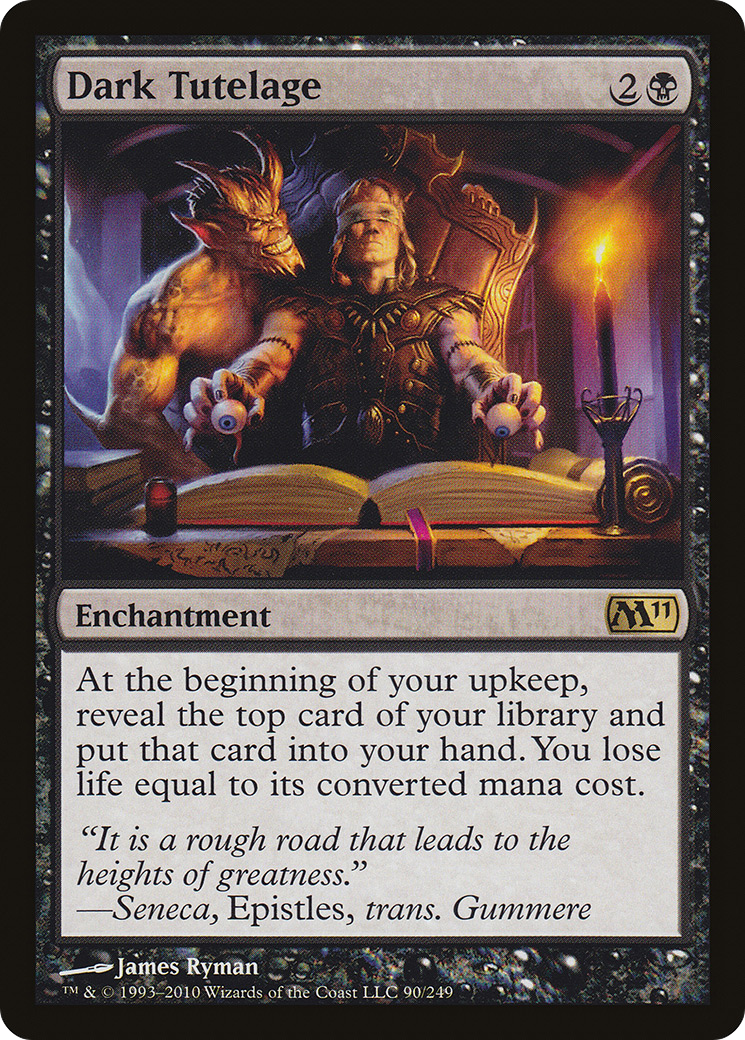 Dark Tutelage 2
Enchantment M11
At the beginning of your upkeep,
reveal the top card of your library and
put that card into your hand. You lose
life equal to its converted mana cost.
“It is a rough road that leads to the
heights of greatness.”
—Seneca, Epistles, trans. Gummere
James Ryman
™ & © 1993–2010 Wizards of the Coast LLC 90/249